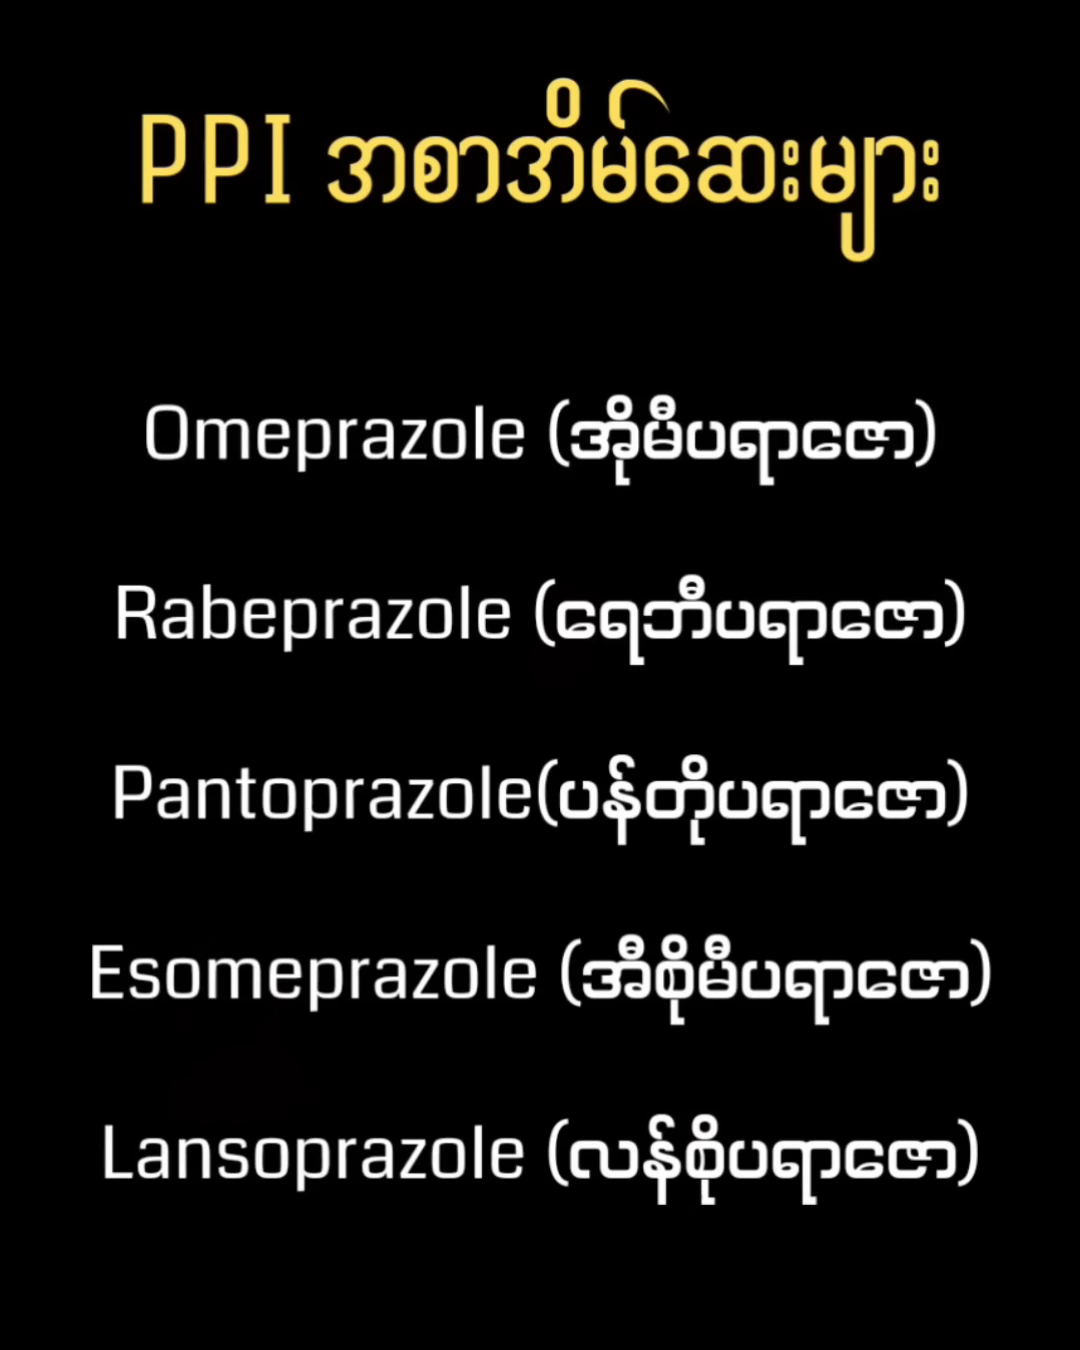 PPI အစာအိမ်ဆေးများ
Omeprazole (အိုမီပရာဇော)
Rabeprazole (ရေဘီပရာဇော)
Pantoprazole(ပန်တိုပရာဇော)
Esomeprazole (အီစိုမီပရာဇော)
Lansoprazole (လန်စိုပရာဇော)